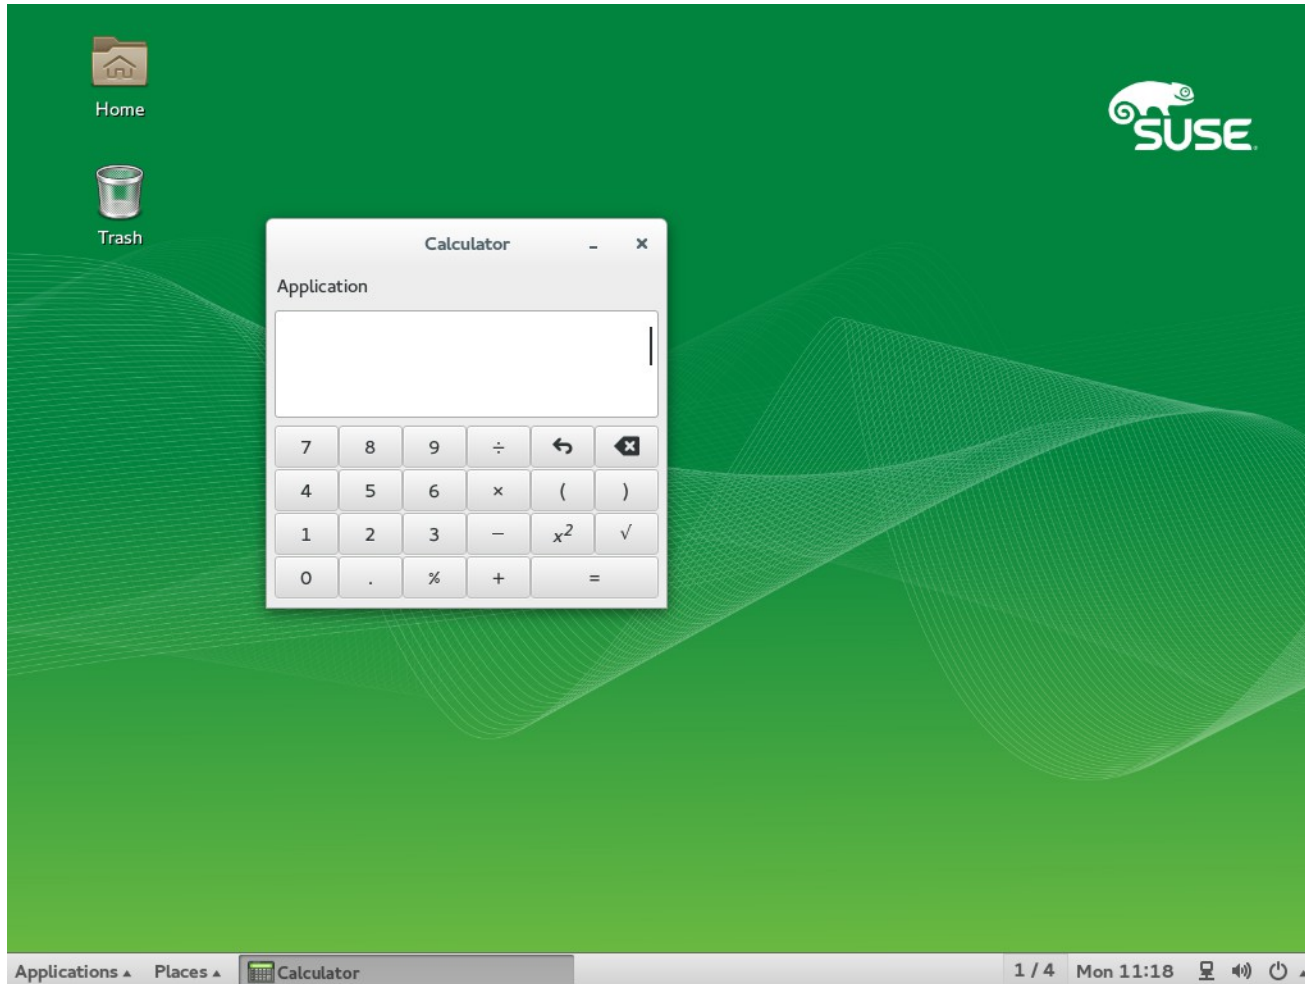 Home
SUSE
Trash
Calculator
Application
7 8 9 ÷
4 5 6 × ( )
1 2 3 − x² √
0 . % + =
Applications Places Calculator 1 / 4 Mon 11:18